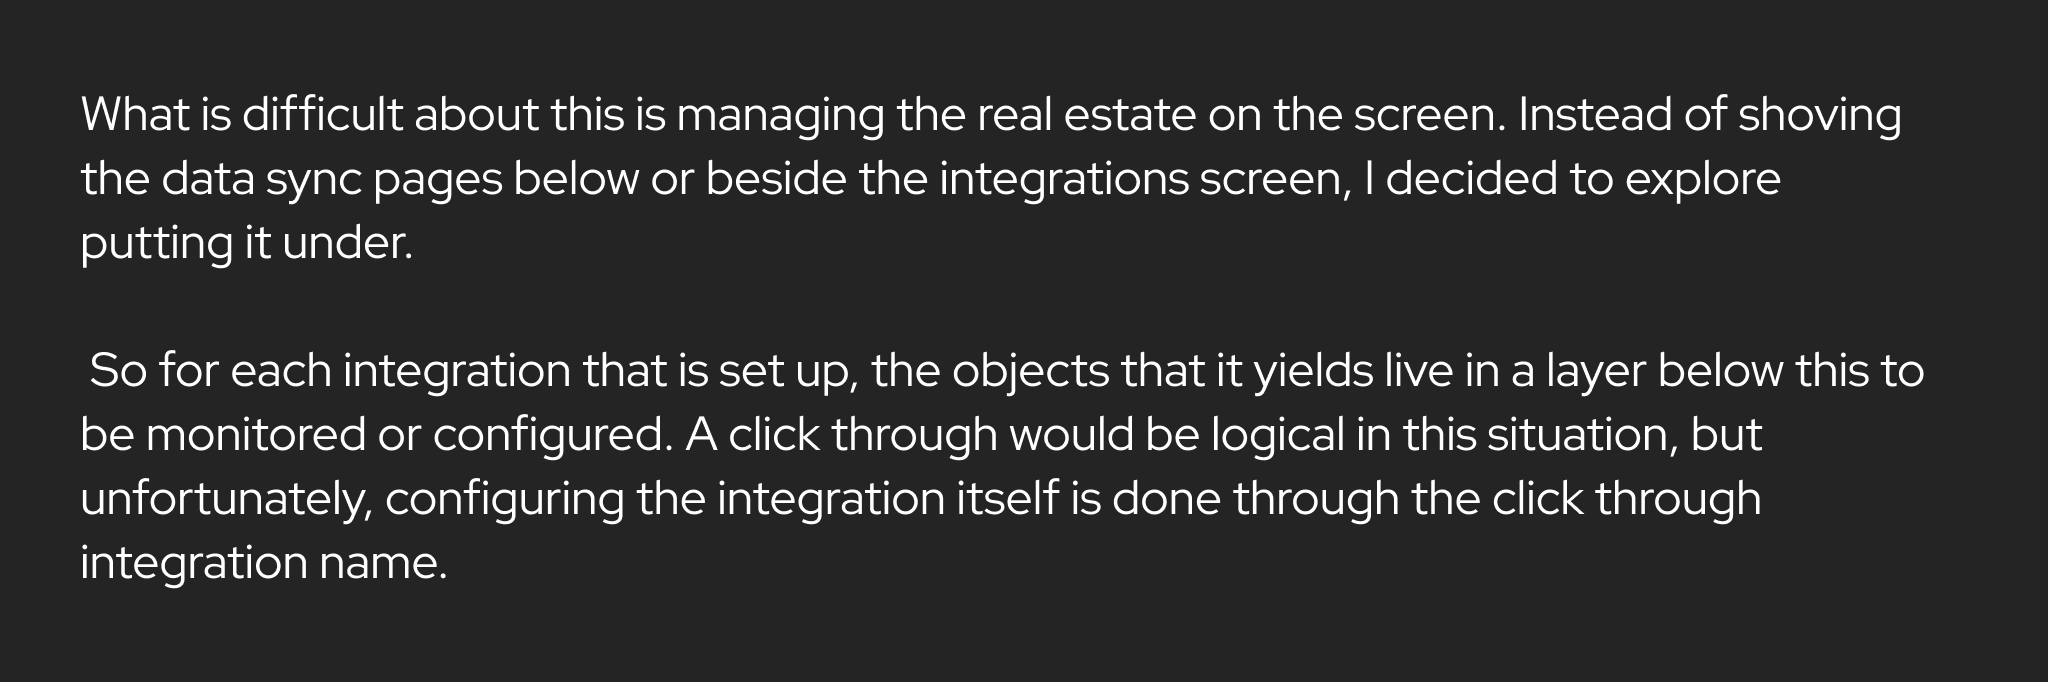 What is difficult about this is managing the real estate on the screen. Instead of shoving
the data sync pages below or beside the integrations screen, I decided to explore
putting it under.
So for each integration that is set up, the objects that it yields live in a layer below this to
be monitored or configured. A click through would be logical in this situation, but
unfortunately, configuring the integration itself is done through the click through
integration name.